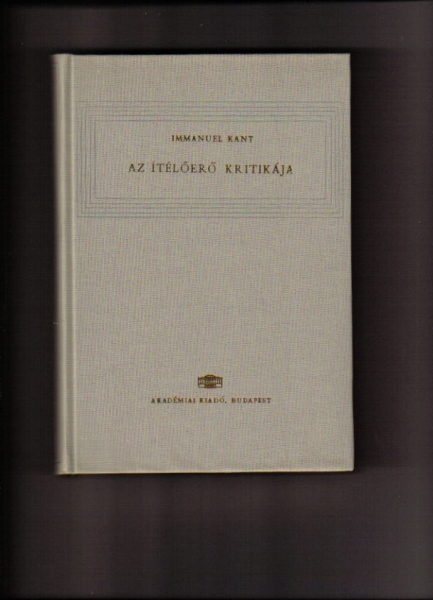 IMMANUEL KANT
AZ ÍTÉLŐERŐ KRITIKÁJA
AKADÉMIAI KIADÓ, BUDAPEST